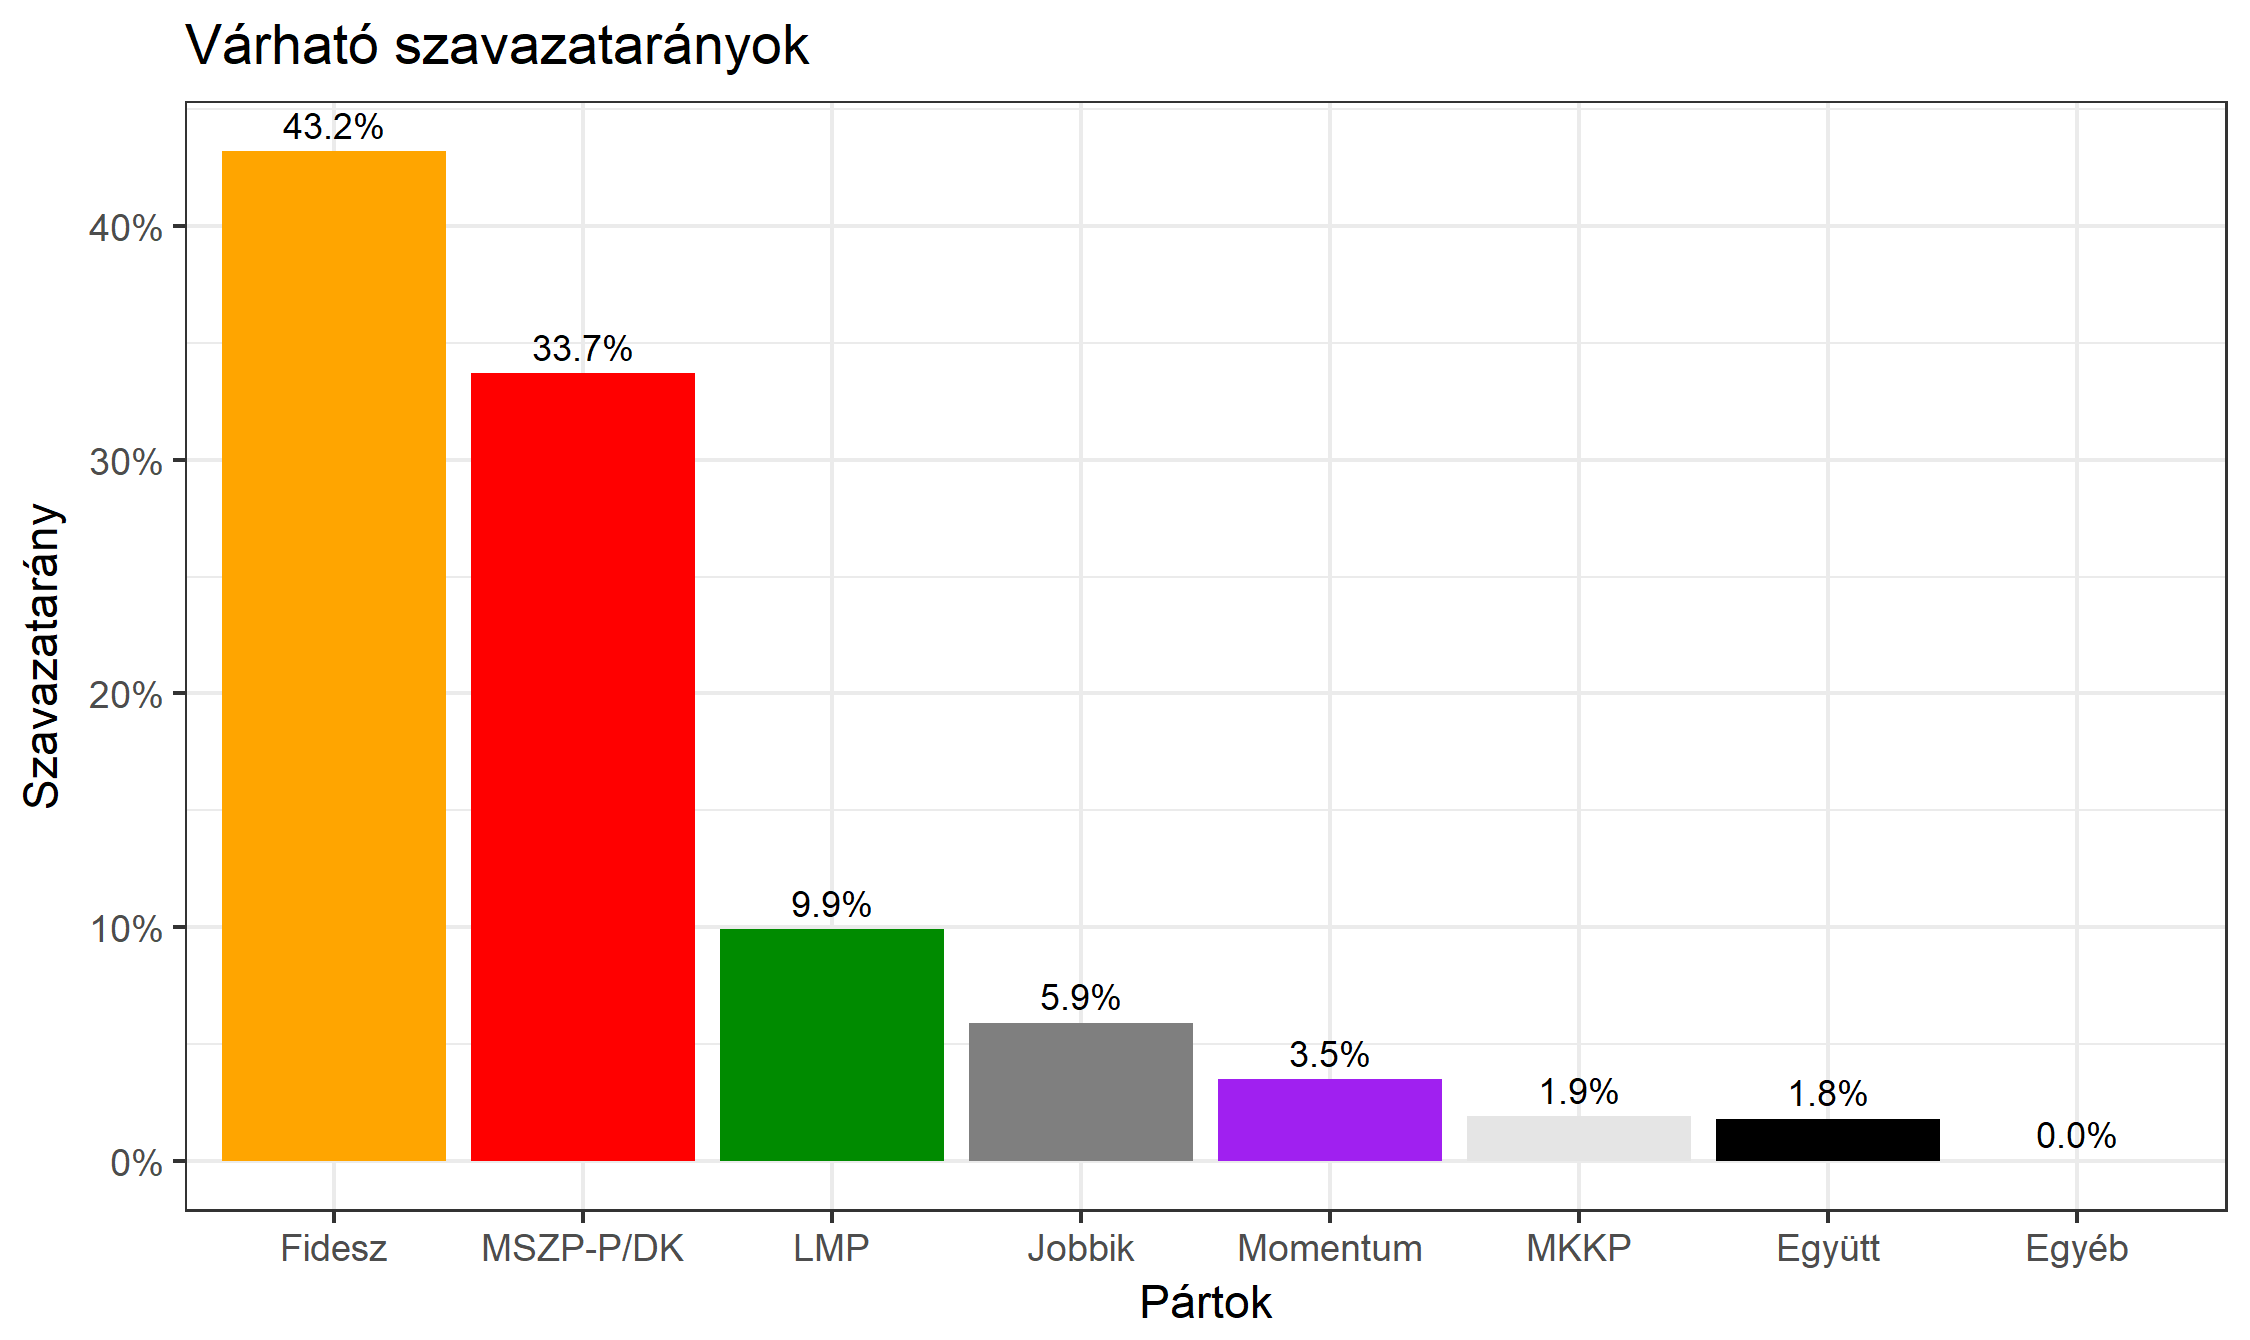 Várható szavazatarányok
43.2%
33.7%
9.9%
5.9%
3.5%
1.9%
1.8%
0.0%
40%
30%
20%
10%
0%
Szavazatarány
Fidesz
MSZP-P/DK
LMP
Jobbik
Momentum
MKKP
Együtt
Egyéb
Pártok